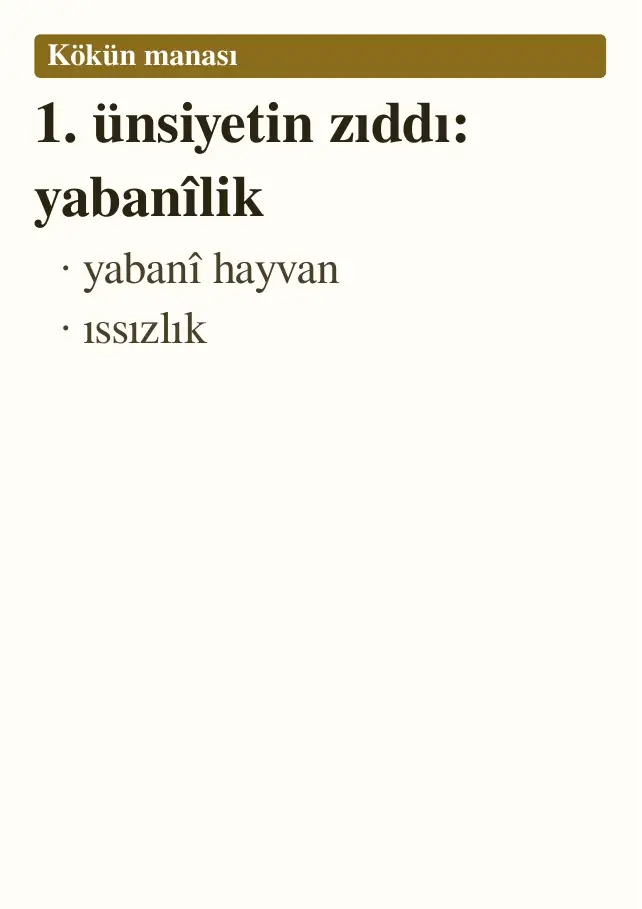 Kökün manası
1. ünsiyetin zıddı:
yabanîlik
· yabanî hayvan
· ıssızlık